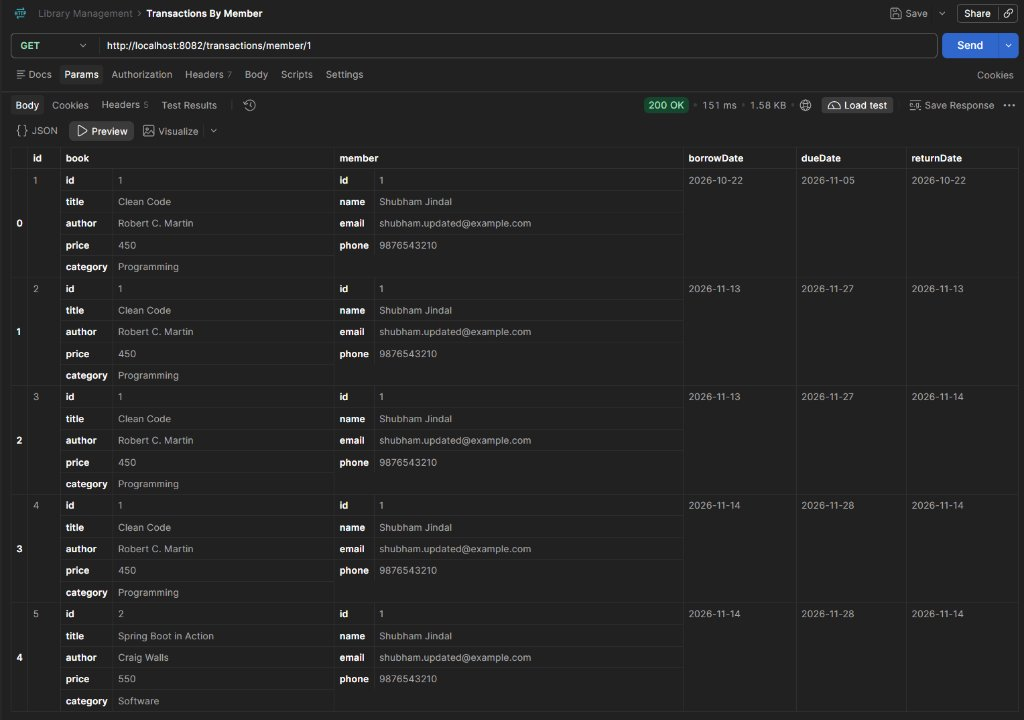 Library Management > Transactions By Member Save Share
GET http://localhost:8082/transactions/member/1 Send
Docs Params Authorization Headers 7 Body Scripts Settings Cookies
Body Cookies Headers 5 Test Results 200 OK • 151 ms • 1.58 KB • Load test Save Response
{} JSON Preview Visualize
id book member borrowDate dueDate returnDate
1 id 1 id 1 2026-10-22 2026-11-05 2026-10-22
title Clean Code name Shubham Jindal
0 author Robert C. Martin email shubham.updated@example.com
price 450 phone 9876543210
category Programming
2 id 1 id 1 2026-11-13 2026-11-27 2026-11-13
title Clean Code name Shubham Jindal
1 author Robert C. Martin email shubham.updated@example.com
price 450 phone 9876543210
category Programming
3 id 1 id 1 2026-11-13 2026-11-27 2026-11-14
title Clean Code name Shubham Jindal
2 author Robert C. Martin email shubham.updated@example.com
price 450 phone 9876543210
category Programming
4 id 1 id 1 2026-11-14 2026-11-28 2026-11-14
title Clean Code name Shubham Jindal
3 author Robert C. Martin email shubham.updated@example.com
price 450 phone 9876543210
category Programming
5 id 2 id 1 2026-11-14 2026-11-28 2026-11-14
title Spring Boot in Action name Shubham Jindal
4 author Craig Walls email shubham.updated@example.com
price 550 phone 9876543210
category Software